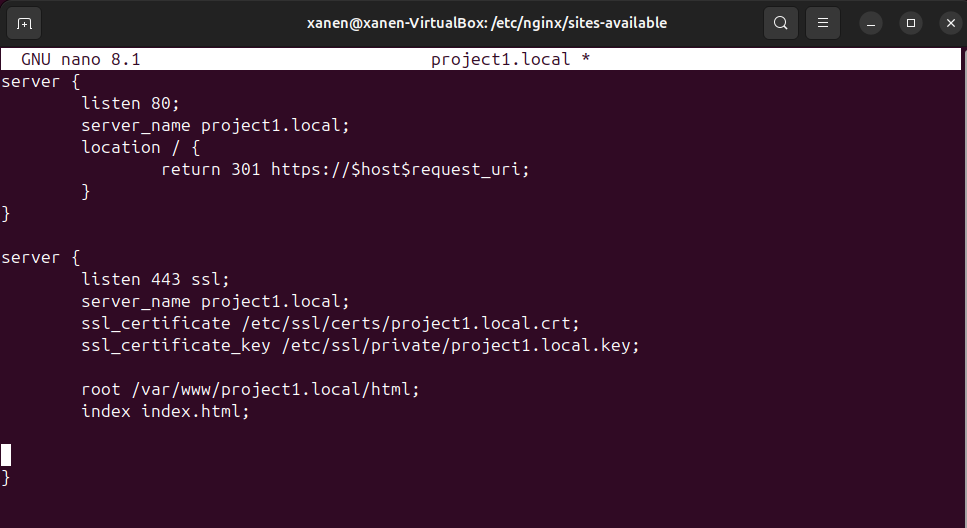 xanen@xanen-VirtualBox: /etc/nginx/sites-available
GNU nano 8.1 project1.local *
server {
        listen 80;
        server_name project1.local;
        location / {
                return 301 https://$host$request_uri;
        }
}

server {
        listen 443 ssl;
        server_name project1.local;
        ssl_certificate /etc/ssl/certs/project1.local.crt;
        ssl_certificate_key /etc/ssl/private/project1.local.key;

        root /var/www/project1.local/html;
        index index.html;

}